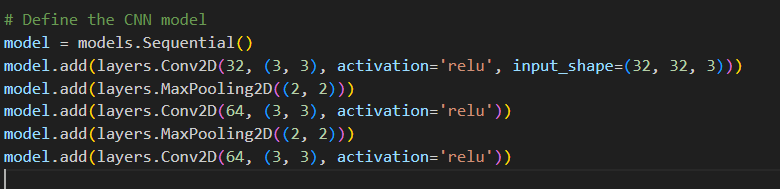 # Define the CNN model
model = models.Sequential()
model.add(layers.Conv2D(32, (3, 3), activation='relu', input_shape=(32, 32, 3)))
model.add(layers.MaxPooling2D((2, 2)))
model.add(layers.Conv2D(64, (3, 3), activation='relu'))
model.add(layers.MaxPooling2D((2, 2)))
model.add(layers.Conv2D(64, (3, 3), activation='relu'))